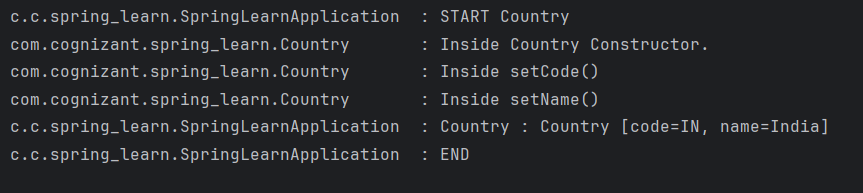 c.c.spring_learn.SpringLearnApplication  : START Country
com.cognizant.spring_learn.Country       : Inside Country Constructor.
com.cognizant.spring_learn.Country       : Inside setCode()
com.cognizant.spring_learn.Country       : Inside setName()
c.c.spring_learn.SpringLearnApplication  : Country : Country [code=IN, name=India]
c.c.spring_learn.SpringLearnApplication  : END